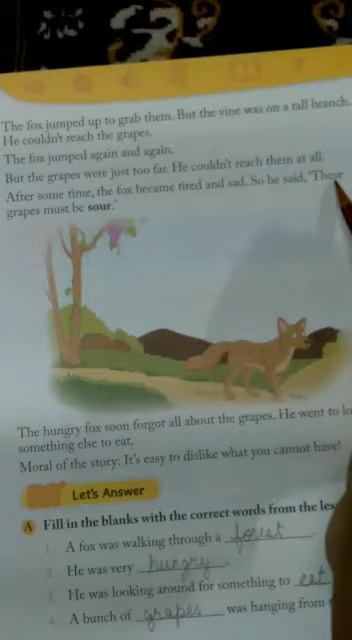 The fox jumped up to grab them. But the vine was on a tall branch.
He couldn't reach the grapes.
The fox jumped again and again.
But the grapes were just too far. He couldn't reach them at all.
After some time, the fox became tired and sad. So he said, 'These
grapes must be sour.'
The hungry fox soon forgot all about the grapes. He went to
something else to eat.
Moral of the story: It's easy to dislike what you cannot have!
Let's Answer
A Fill in the blanks with the correct words from the
1. A fox was walking through a forest.
2. He was very hungry.
3. He was looking around for something to eat
4. A bunch of grapes was hanging from